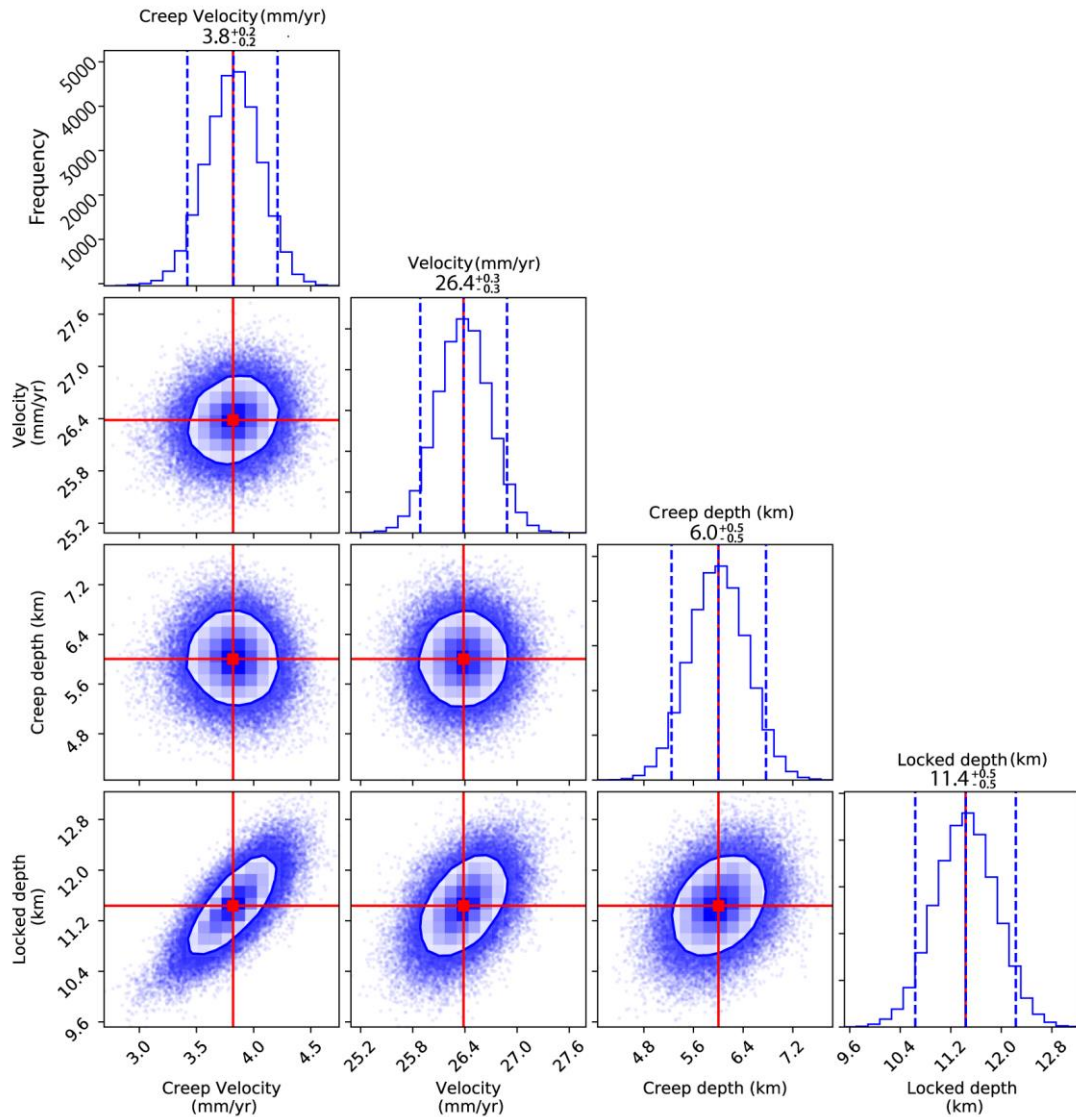 Creep Velocity (mm/yr)
3.8 +0.2 -0.2
5000
4000
3000
2000
1000
Frequency
Velocity (mm/yr)
26.4 +0.3 -0.3
27.6
27.0
26.4
25.8
25.2
Velocity
(mm/yr)
Creep depth (km)
6.0 +0.5 -0.5
7.2
6.4
5.6
4.8
Creep depth (km)
Locked depth (km)
11.4 +0.5 -0.5
12.8
12.0
11.2
10.4
9.6
Locked depth
(km)
3.0 3.5 4.0 4.5
Creep Velocity
(mm/yr)
25.2 25.8 26.4 27.0 27.6
Velocity
(mm/yr)
4.8 5.6 6.4 7.2
Creep depth (km)
9.6 10.4 11.2 12.0 12.8
Locked depth
(km)